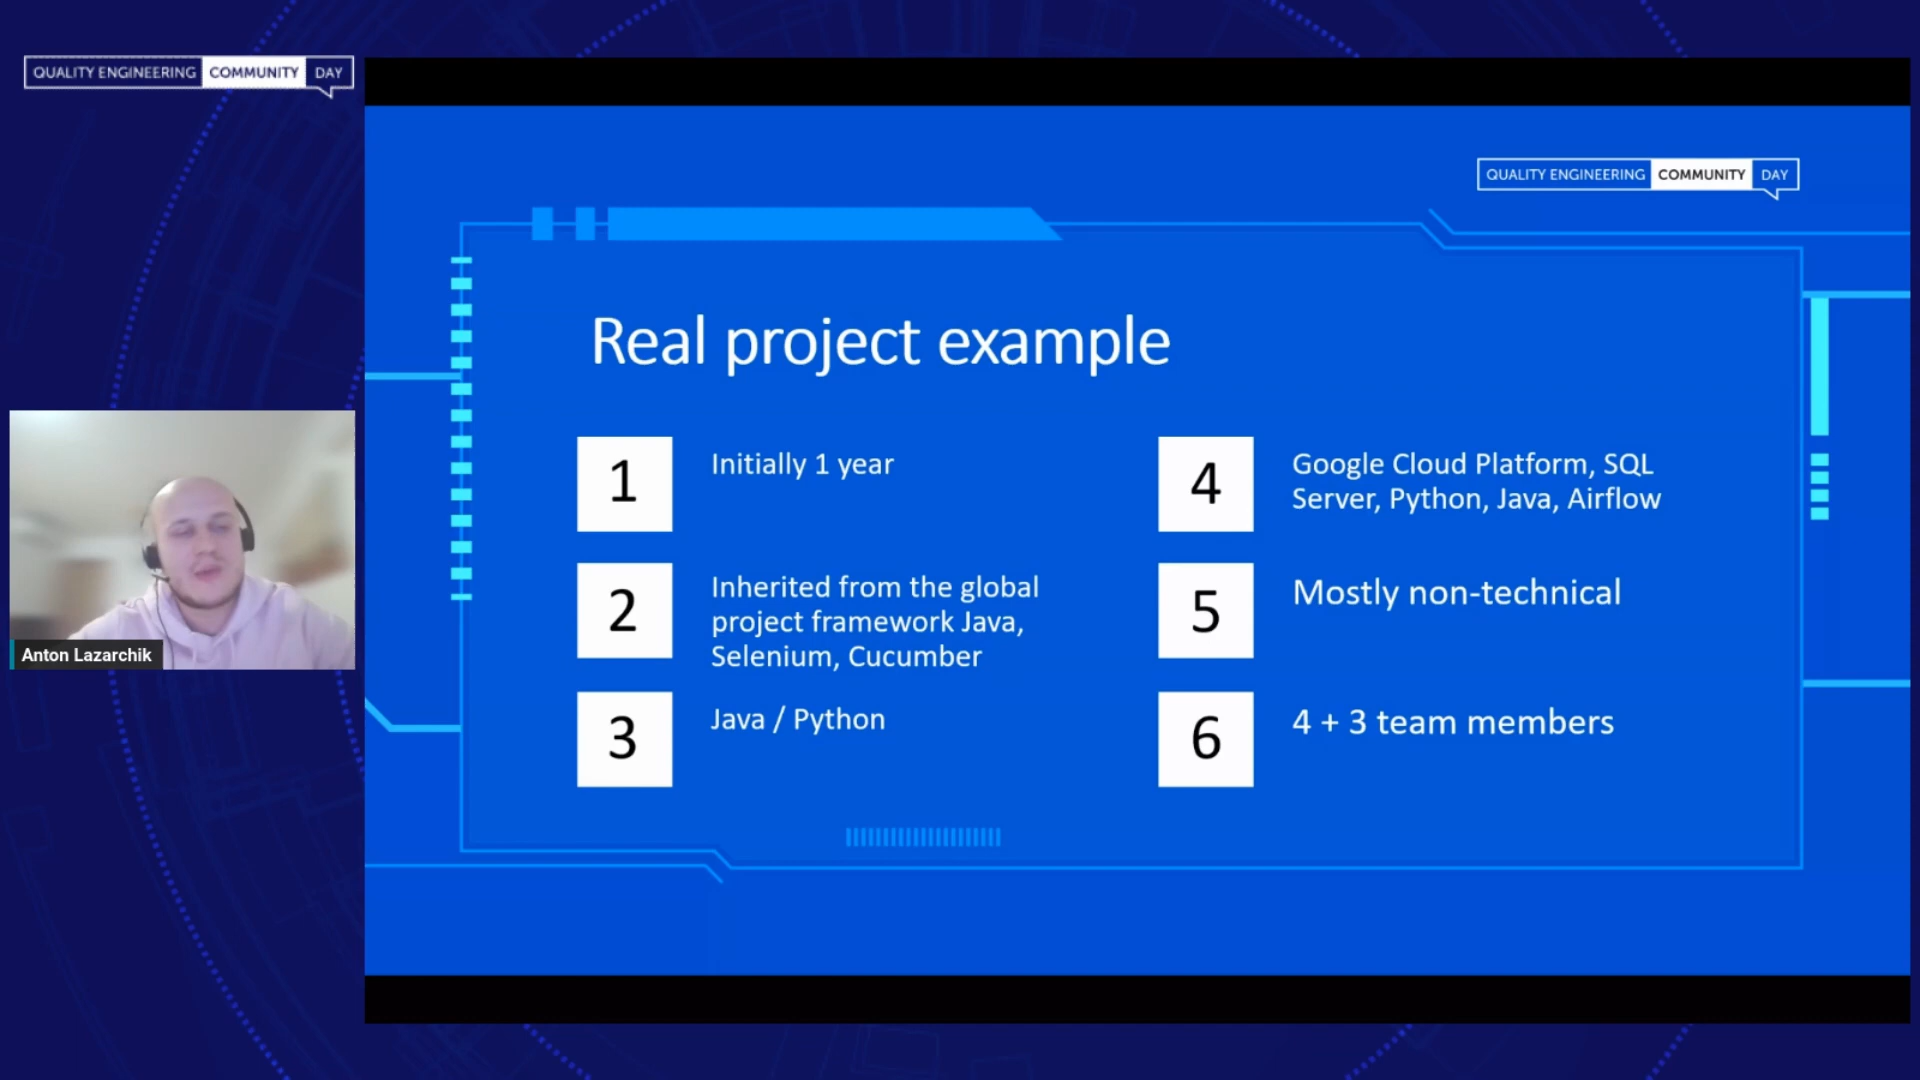 QUALITY ENGINEERING COMMUNITY DAY
QUALITY ENGINEERING COMMUNITY DAY
Real project example
1
Initially 1 year
2
Inherited from the global
project framework Java,
Selenium, Cucumber
3
Java / Python
4
Google Cloud Platform, SQL
Server, Python, Java, Airflow
5
Mostly non-technical
6
4 + 3 team members
Anton Lazarchik